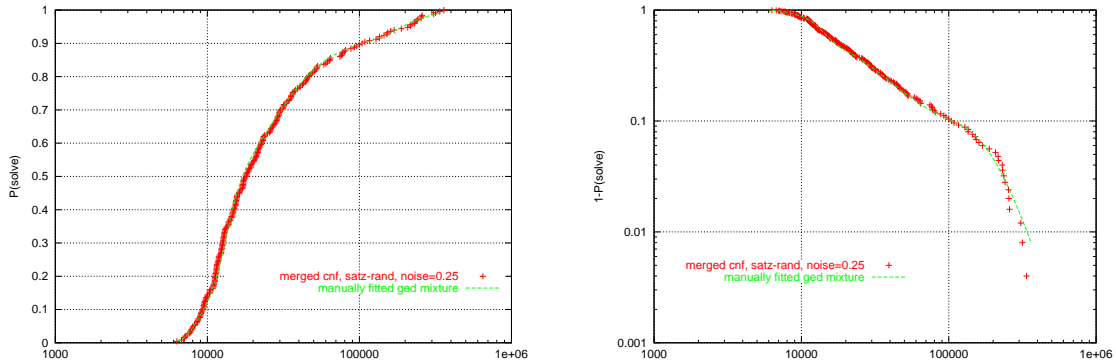 1
0.9
0.8
0.7
0.6
0.5
0.4
0.3
0.2
0.1
0
P(solve)
merged cnf, satz-rand, noise=0.25
manually fitted ged mixture
1000
10000
100000
1e+06
1
0.1
0.01
0.001
1-P(solve)
merged cnf, satz-rand, noise=0.25
manually fitted ged mixture
1000
10000
100000
1e+06